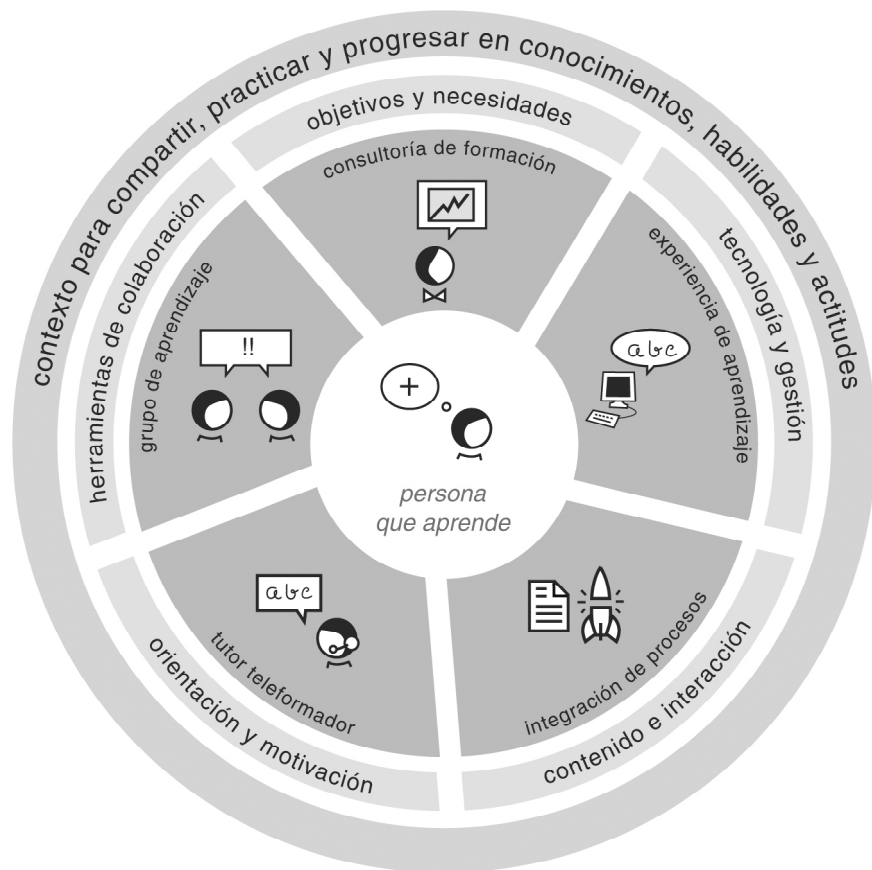 contexto para compartir, practicar y progresar en conocimientos, habilidades y actitudes
objetivos y necesidades
consultoría de formación
tecnología y gestión
experiencia de aprendizaje
abc
contenido e interacción
integración de procesos
orientación y motivación
tutor teleformador
abc
herramientas de colaboración
grupo de aprendizaje
!!
+
persona
que aprende